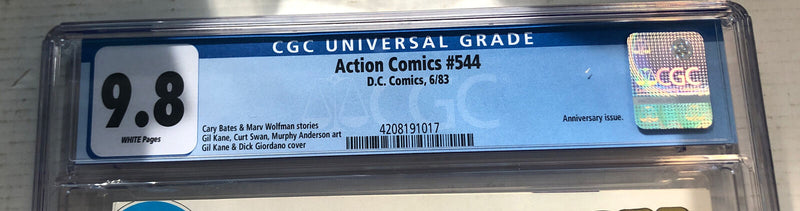 CGC UNIVERSAL GRADE
9.8
WHITE Pages
Action Comics #544
D.C. Comics, 6/83
Cary Bates & Marv Wolfman stories
Gil Kane, Curt Swan, Murphy Anderson art
Gil Kane & Dick Giordano cover
4208191017
Anniversary issue.
CGC
CGC